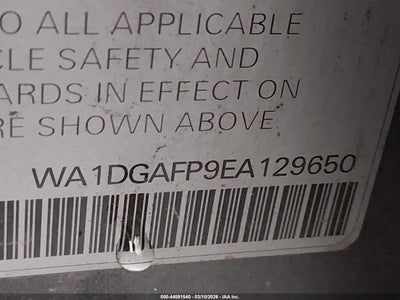 O ALL APPLICABLE
CLE SAFETY AND
ARDS IN EFFECT ON
RE SHOWN ABOVE.
WA1DGAFP9EA129650
000-44591540 - 03/10/2026 - IAA Inc.